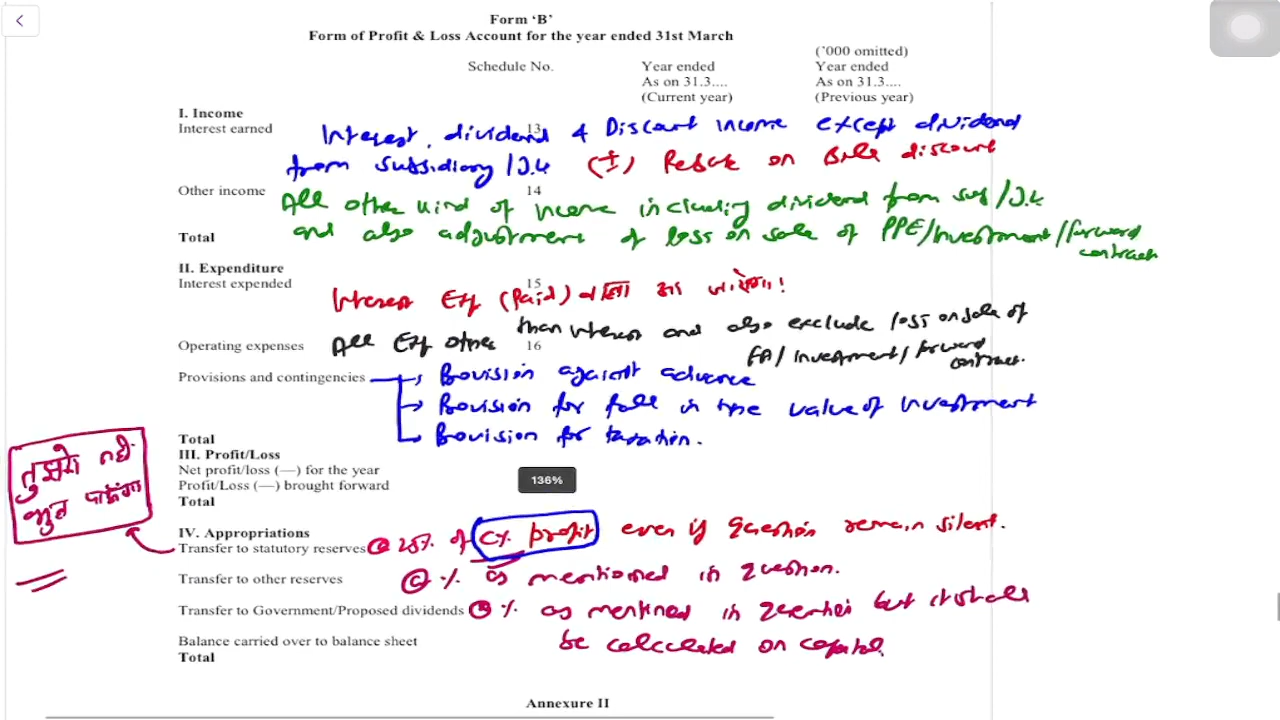 Form ‘B’
Form of Profit & Loss Account for the year ended 31st March
(’000 omitted)
Schedule No. Year ended Year ended
As on 31.3.... As on 31.3....
(Current year) (Previous year)
I. Income
Interest earned 13
Interest, dividend & Discount income except dividend
from subsidiary /J.V (±) Rebate on Bill discount
Other income 14
All other kind of income including dividend from sub/J.V
and also adjustment of loss on sale of PPE/Investment/forward
contract
Total
II. Expenditure
Interest expended 15
Interest Exp (Paid)
All Exp other than interest and also exclude loss on sale of
Operating expenses 16
FA/ investment/ forward
contract.
Provisions and contingencies
Provision against advance
Provision for fall in the value of Investment
Provision for taxation.
Total
III. Profit/Loss
Net profit/loss (—) for the year
Profit/Loss (—) brought forward
136%
Total
तुझको नही
भूल पाऊंगा
IV. Appropriations
Transfer to statutory reserves @ 25% of CY. profit even if question remain silent.
Transfer to other reserves @ % as mentioned in question.
Transfer to Government/Proposed dividends @ % as mentioned in question but it shall
be calculated on capital.
Balance carried over to balance sheet
Total
Annexure II